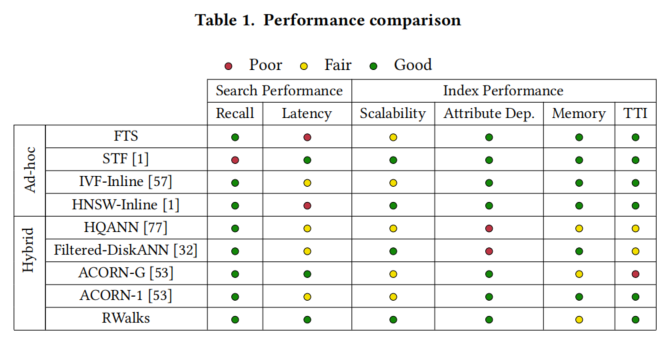 Table 1. Performance comparison
Poor Fair Good
Search Performance Index Performance
Recall Latency Scalability Attribute Dep. Memory TTI
Ad-hoc
FTS
STF [1]
IVF-Inline [57]
HNSW-Inline [1]
Hybrid
HQANN [77]
Filtered-DiskANN [32]
ACORN-G [53]
ACORN-1 [53]
RWalks